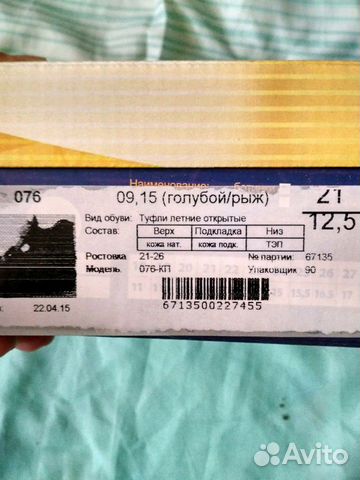 Наименование:
076 09,15 (голубой/рыж) 21
Вид обуви: Туфли летние открытые 12,5
Состав: Верх Подкладка Низ
кожа нат. кожа подк. ТЭП
Ростовка 21-26 № партии: 67135
Модель: 076-КП Упаковщик 90
22.04.15
6713500227455
Avito